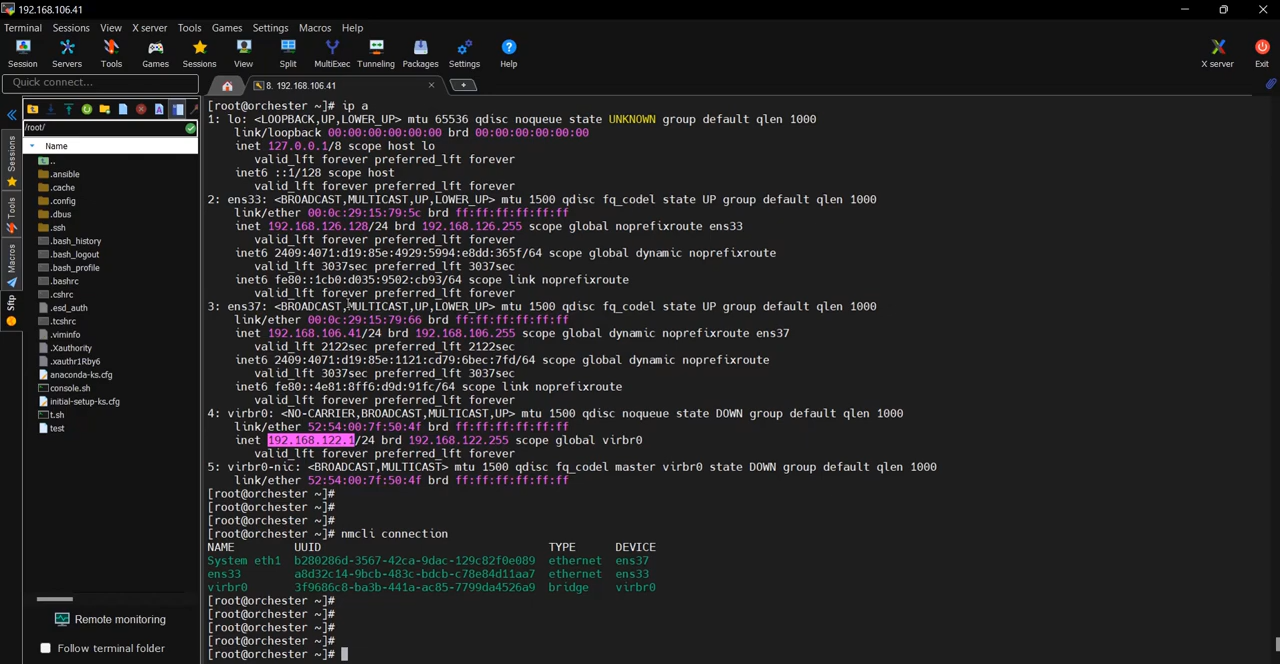 192.168.106.41
Terminal Sessions View X server Tools Games Settings Macros Help
Session Servers Tools Games Sessions View Split MultiExec Tunneling Packages Settings Help X server Exit
Quick connect...
8. 192.168.106.41
/root/
Name
..
.ansible
.cache
.config
.dbus
.ssh
.bash_history
.bash_logout
.bash_profile
.bashrc
.cshrc
.esd_auth
.tcshrc
.viminfo
.Xauthority
.xauthr1Rby6
anaconda-ks.cfg
console.sh
initial-setup-ks.cfg
t.sh
test
Remote monitoring
Follow terminal folder
Sessions
Tools
Macros
Sftp
[root@orchester ~]# ip a
1: lo: <LOOPBACK,UP,LOWER_UP> mtu 65536 qdisc noqueue state UNKNOWN group default qlen 1000
link/loopback 00:00:00:00:00:00 brd 00:00:00:00:00:00
inet 127.0.0.1/8 scope host lo
valid_lft forever preferred_lft forever
inet6 ::1/128 scope host
valid_lft forever preferred_lft forever
2: ens33: <BROADCAST,MULTICAST,UP,LOWER_UP> mtu 1500 qdisc fq_codel state UP group default qlen 1000
link/ether 00:0c:29:15:79:5c brd ff:ff:ff:ff:ff:ff
inet 192.168.126.128/24 brd 192.168.126.255 scope global noprefixroute ens33
valid_lft forever preferred_lft forever
inet6 2409:4071:d19:85e:4929:5994:e8dd:365f/64 scope global dynamic noprefixroute
valid_lft 3037sec preferred_lft 3037sec
inet6 fe80::1cb0:d035:9502:cb93/64 scope link noprefixroute
valid_lft forever preferred_lft forever
3: ens37: <BROADCAST,MULTICAST,UP,LOWER_UP> mtu 1500 qdisc fq_codel state UP group default qlen 1000
link/ether 00:0c:29:15:79:66 brd ff:ff:ff:ff:ff:ff
inet 192.168.106.41/24 brd 192.168.106.255 scope global dynamic noprefixroute ens37
valid_lft 2122sec preferred_lft 2122sec
inet6 2409:4071:d19:85e:1121:cd79:6bec:7fd/64 scope global dynamic noprefixroute
valid_lft 3037sec preferred_lft 3037sec
inet6 fe80::4e81:8ff6:d9d:91fc/64 scope link noprefixroute
valid_lft forever preferred_lft forever
4: virbr0: <NO-CARRIER,BROADCAST,MULTICAST,UP> mtu 1500 qdisc noqueue state DOWN group default qlen 1000
link/ether 52:54:00:7f:50:4f brd ff:ff:ff:ff:ff:ff
inet 192.168.122.1/24 brd 192.168.122.255 scope global virbr0
valid_lft forever preferred_lft forever
5: virbr0-nic: <BROADCAST,MULTICAST> mtu 1500 qdisc fq_codel master virbr0 state DOWN group default qlen 1000
link/ether 52:54:00:7f:50:4f brd ff:ff:ff:ff:ff:ff
[root@orchester ~]#
[root@orchester ~]#
[root@orchester ~]#
[root@orchester ~]# nmcli connection
NAME UUID TYPE DEVICE
System eth1 b280286d-3567-42ca-9dac-129c82f0e089 ethernet ens37
ens33 a8d32c14-9bcb-483c-bdcb-c78e84d11aa7 ethernet ens33
virbr0 3f9686c8-ba3b-441a-ac85-7799da4526a9 bridge virbr0
[root@orchester ~]#
[root@orchester ~]#
[root@orchester ~]#
[root@orchester ~]#
[root@orchester ~]#